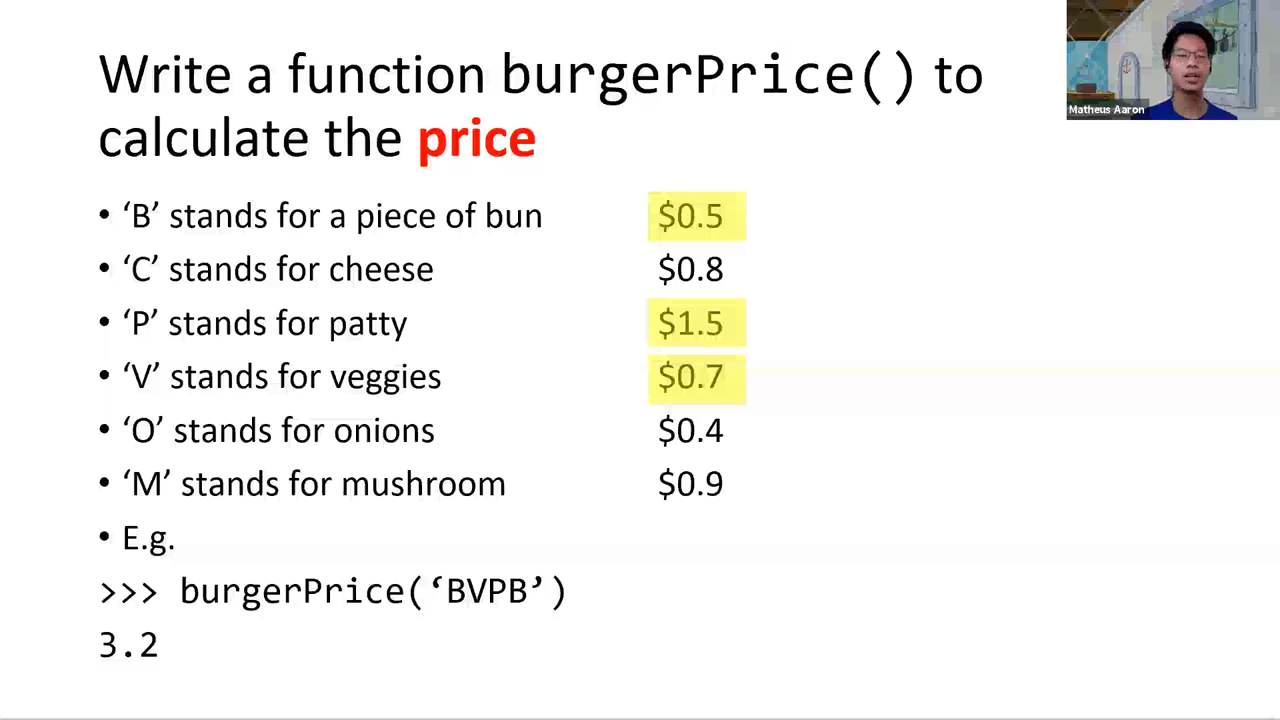 Write a function burgerPrice() to
calculate the price
• ‘B’ stands for a piece of bun $0.5
• ‘C’ stands for cheese $0.8
• ‘P’ stands for patty $1.5
• ‘V’ stands for veggies $0.7
• ‘O’ stands for onions $0.4
• ‘M’ stands for mushroom $0.9
• E.g.
>>> burgerPrice(‘BVPB’)
3.2
Matheus Aaron